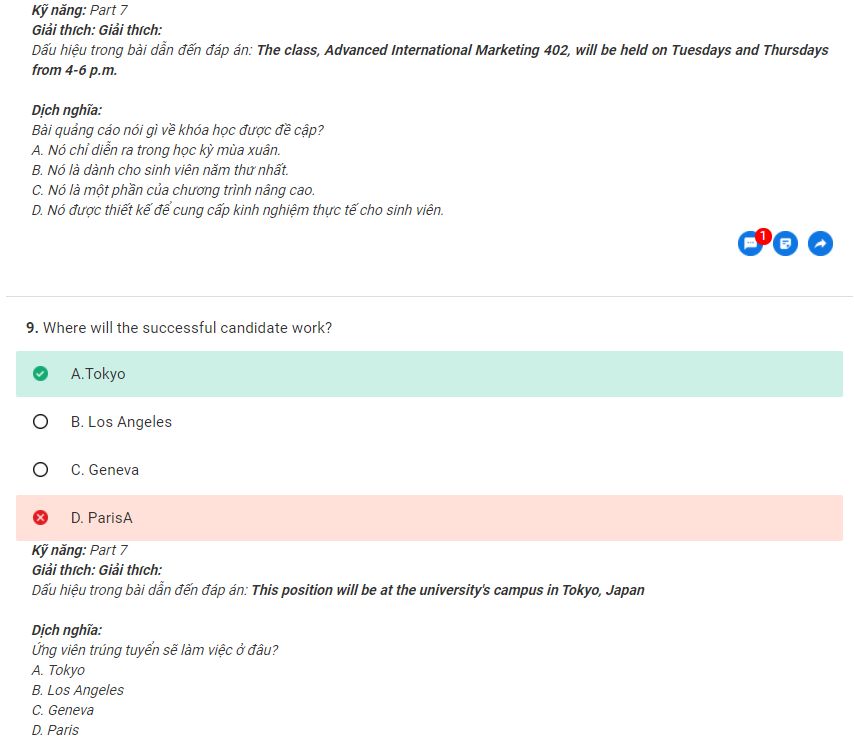 Kỹ năng: Part 7
Giải thích: Giải thích:
Dấu hiệu trong bài dẫn đến đáp án: The class, Advanced International Marketing 402, will be held on Tuesdays and Thursdays
from 4-6 p.m.
Dịch nghĩa:
Bài quảng cáo nói gì về khóa học được đề cập?
A. Nó chỉ diễn ra trong học kỳ mùa xuân.
B. Nó là dành cho sinh viên năm thứ nhất.
C. Nó là một phần của chương trình nâng cao.
D. Nó được thiết kế để cung cấp kinh nghiệm thực tế cho sinh viên.
1
9. Where will the successful candidate work?
A.Tokyo
B. Los Angeles
C. Geneva
D. ParisA
Kỹ năng: Part 7
Giải thích: Giải thích:
Dấu hiệu trong bài dẫn đến đáp án: This position will be at the university's campus in Tokyo, Japan
Dịch nghĩa:
Ứng viên trúng tuyển sẽ làm việc ở đâu?
A. Tokyo
B. Los Angeles
C. Geneva
D. Paris